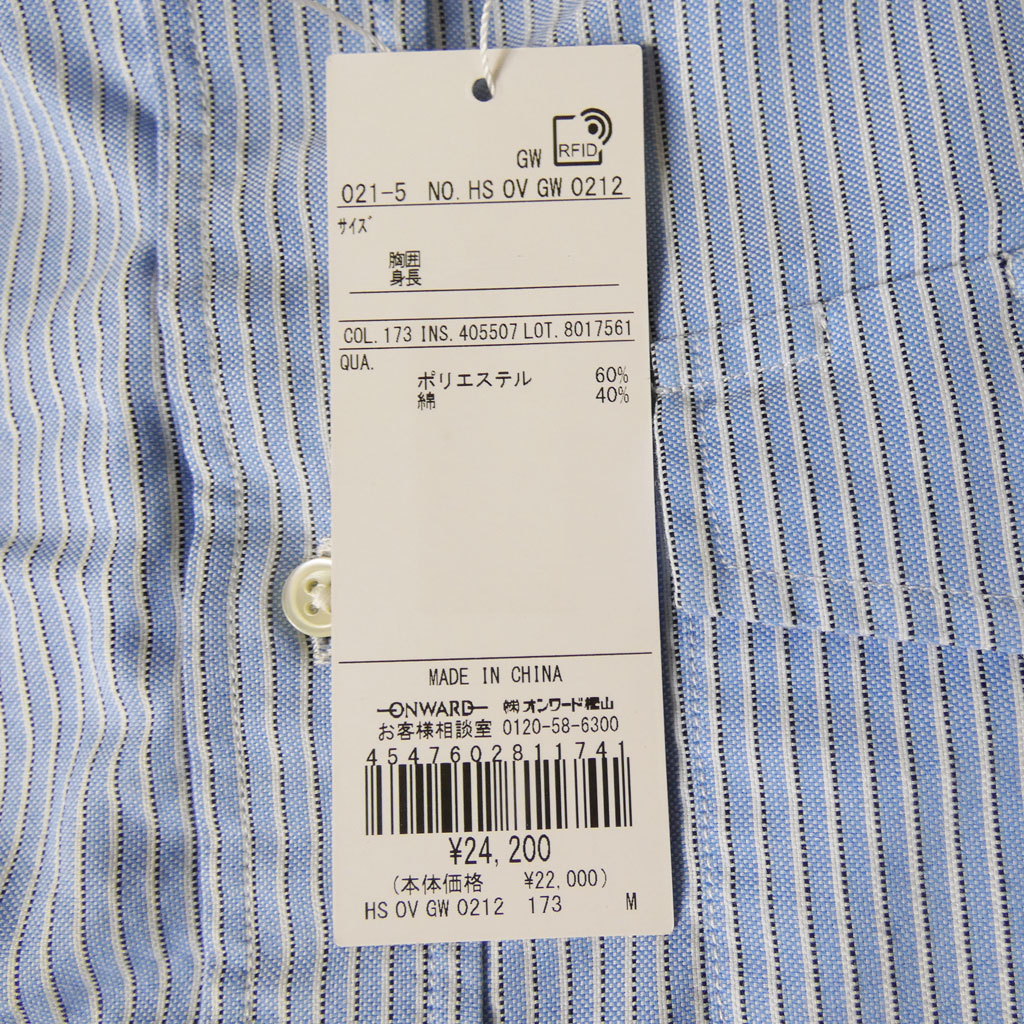 RFID
GW
021-5 NO. HS OV GW 0212
ｻｲｽﾞ
胸囲
身長
COL. 173 INS. 405507 LOT. 8017561
QUA.
ポリエステル 60%
綿 40%
MADE IN CHINA
ONWARD ㈱オンワード樫山
お客様相談室 0120-58-6300
4547602811741
¥24,200
(本体価格 ¥22,000)
HS OV GW 0212 173 M